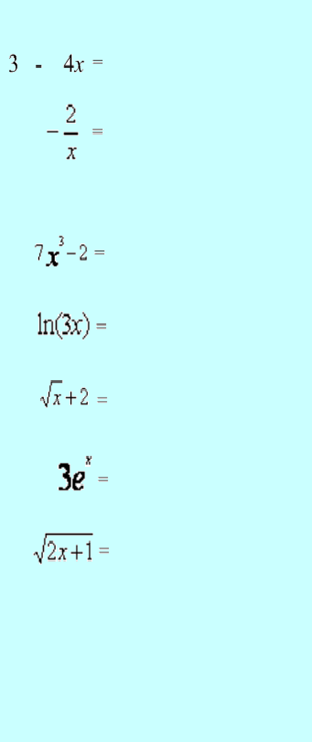 3 - 4x =
-2/x =
7x³-2 =
ln(3x) =
√x+2 =
3eˣ =
√(2x+1) =